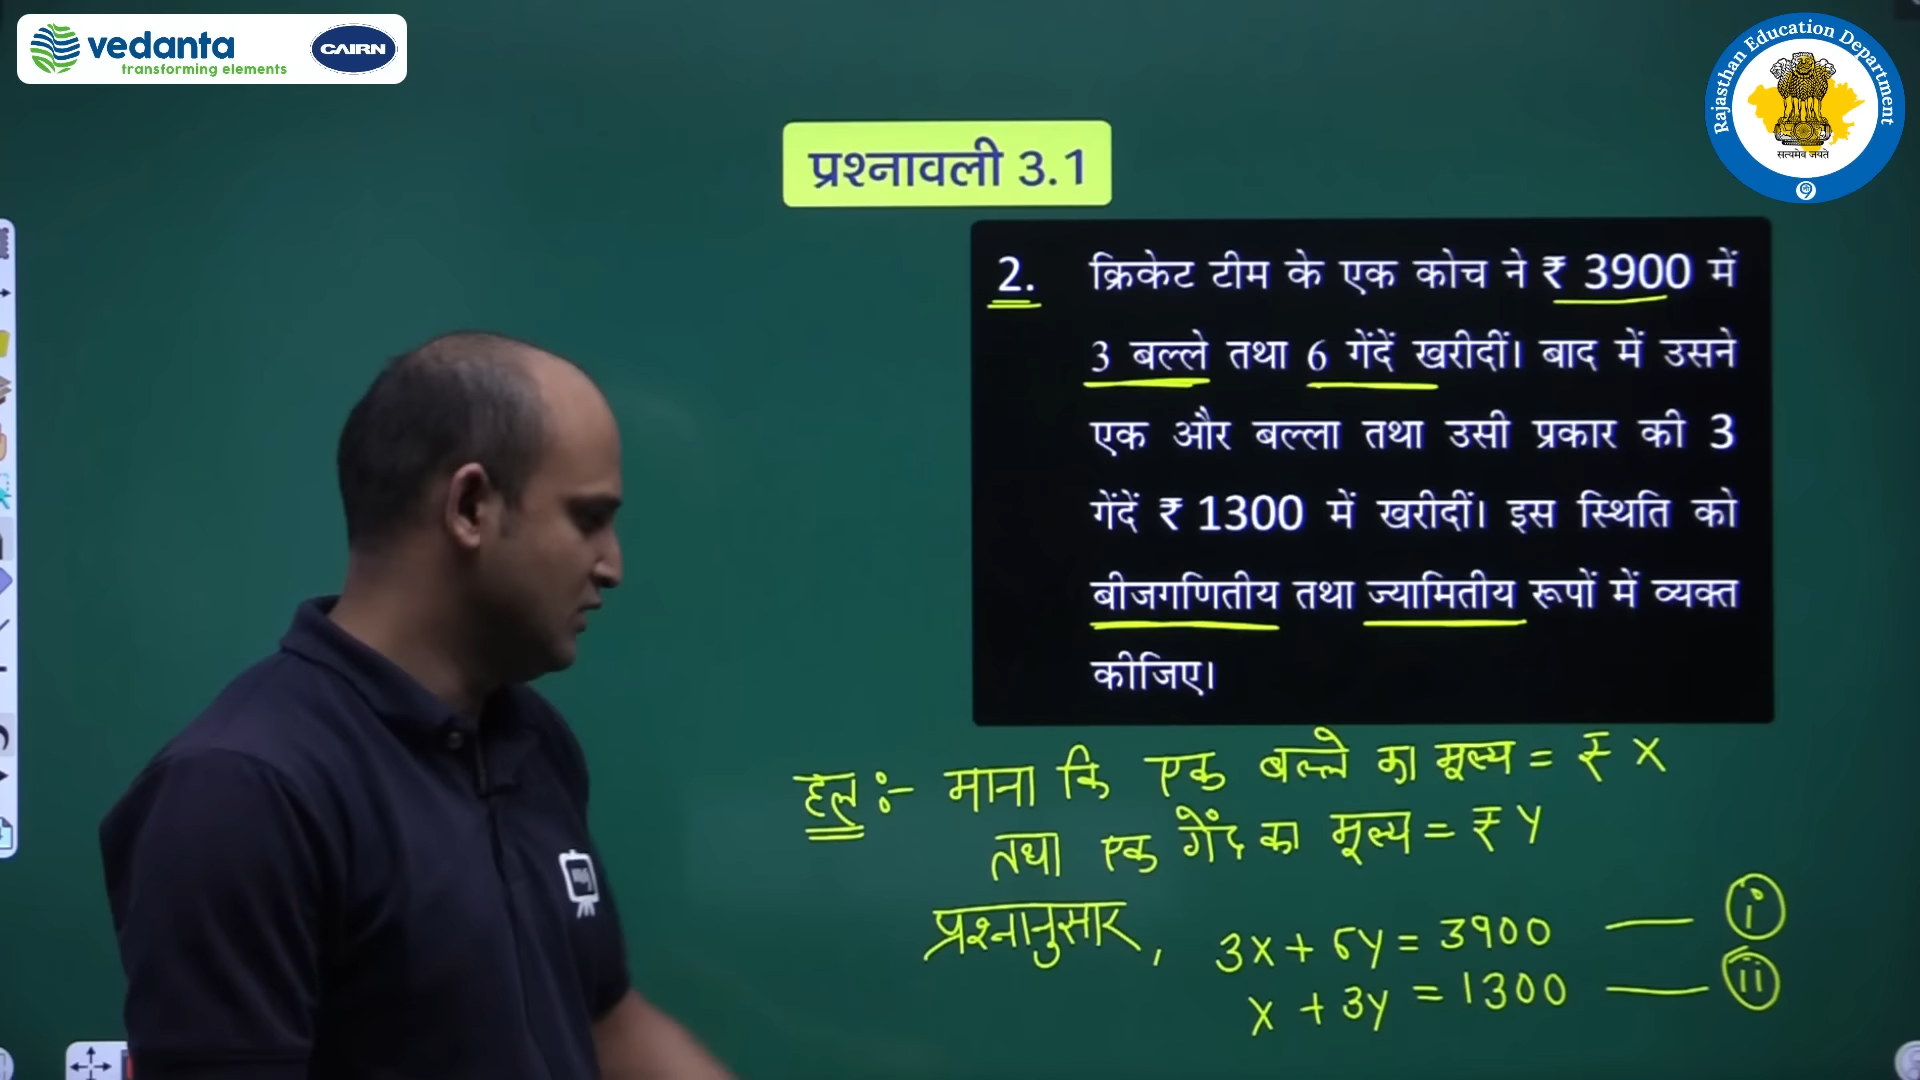 vedanta
transforming elements
CAIRN
Rajasthan Education Department
सत्यमेव जयते
प्रश्नावली 3.1
2. क्रिकेट टीम के एक कोच ने ₹ 3900 में
3 बल्ले तथा 6 गेंदें खरीदीं। बाद में उसने
एक और बल्ला तथा उसी प्रकार की 3
गेंदें ₹ 1300 में खरीदीं। इस स्थिति को
बीजगणितीय तथा ज्यामितीय रूपों में व्यक्त
कीजिए।
हल :- माना कि एक बल्ले का मूल्य = ₹ x
तथा एक गेंद का मूल्य = ₹ y
प्रश्नानुसार, 3x + 6y = 3900 — i
x + 3y = 1300 — ii